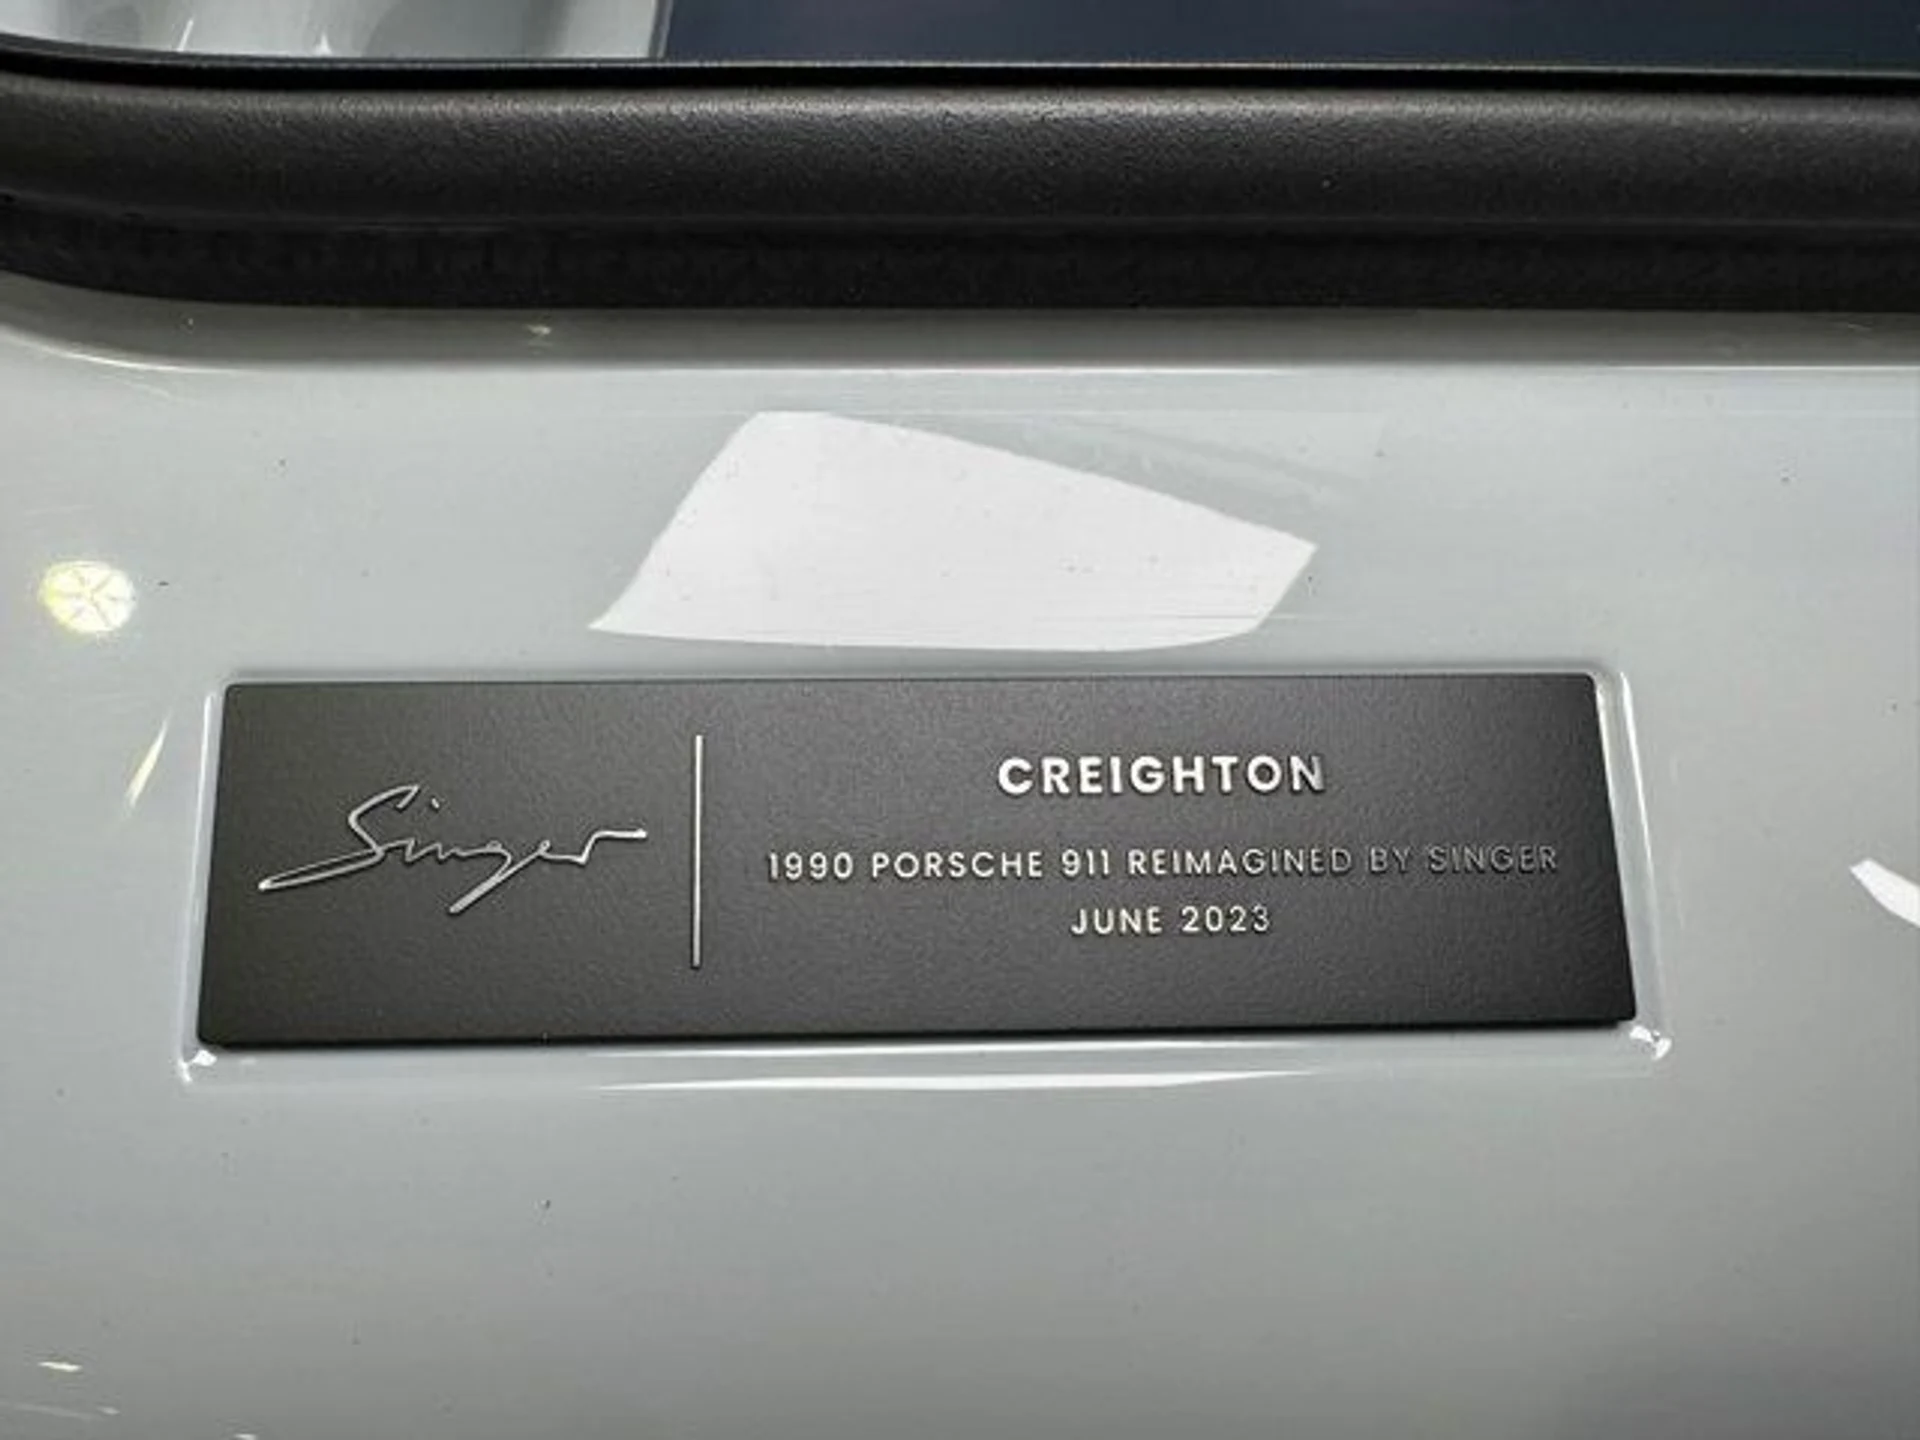 Singer
CREIGHTON
1990 PORSCHE 911 REIMAGINED BY SINGER
JUNE 2023